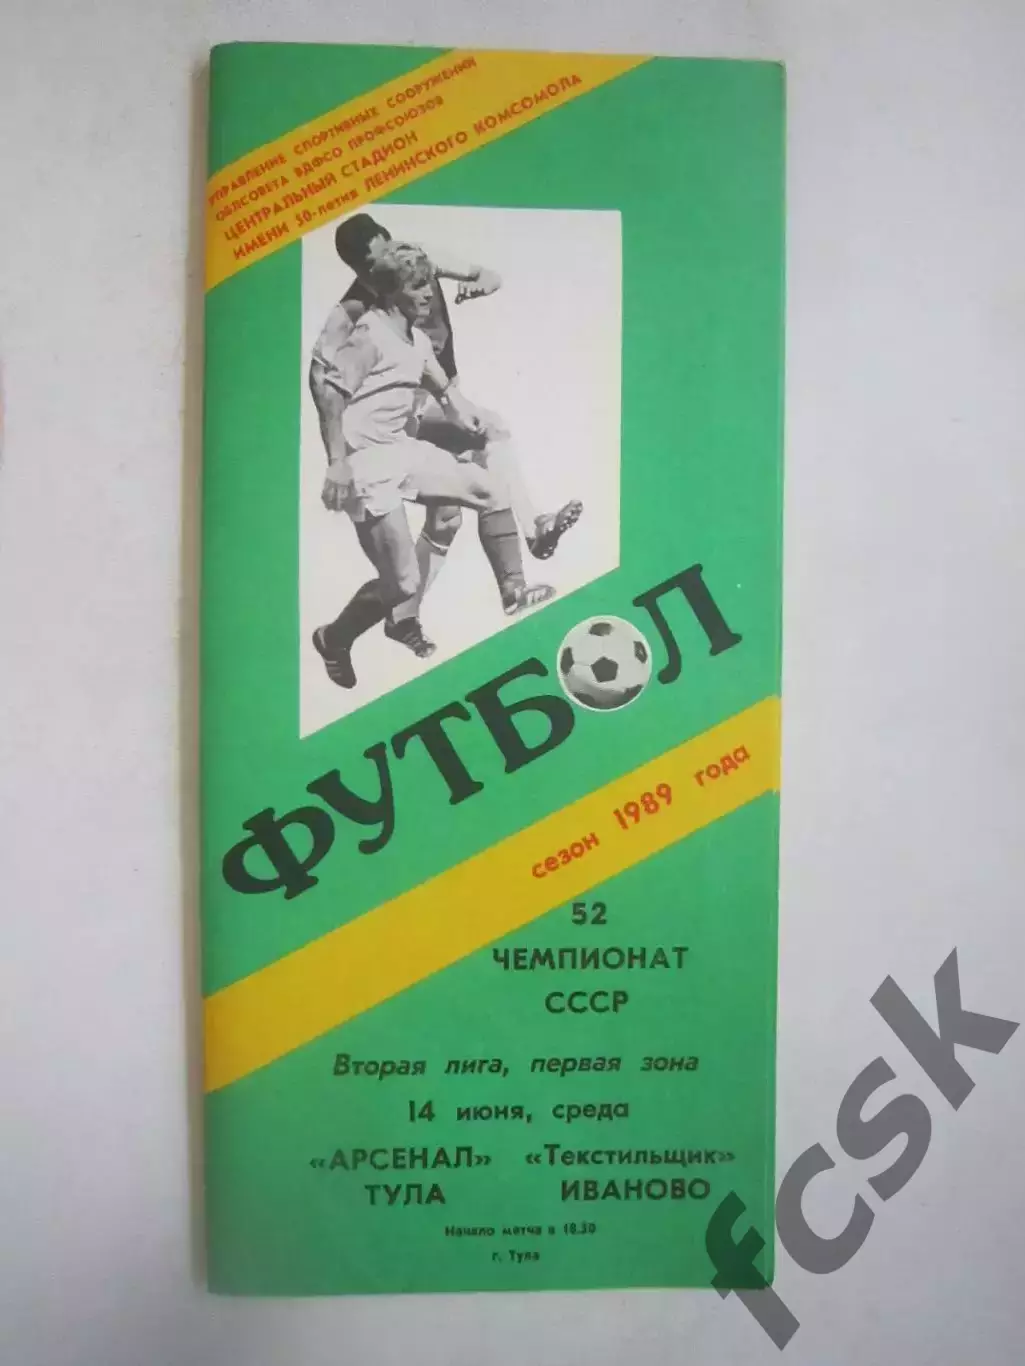 УПРАВЛЕНИЕ СПОРТИВНЫХ СООРУЖЕНИЙ
ОБЛСОВЕТА ВДФСО ПРОФСОЮЗОВ
ЦЕНТРАЛЬНЫЙ СТАДИОН
ИМЕНИ 50-летия ЛЕНИНСКОГО КОМСОМОЛА
ФУТБОЛ
сезон 1989 года
52
ЧЕМПИОНАТ
СССР
Вторая лига, первая зона
14 июня, среда
«АРСЕНАЛ» «Текстильщик»
ТУЛА ИВАНОВО
Начало матча в 18.30
г. Тула
fcsk